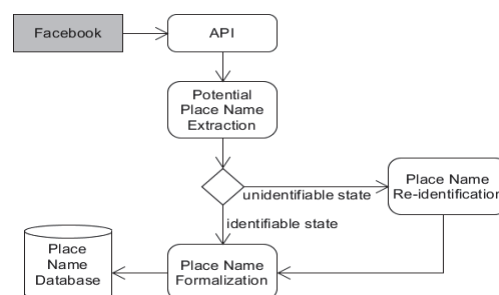 Facebook
API
Potential
Place Name
Extraction
unidentifiable state
Place Name
Re-identification
identifiable state
Place
Name
Database
Place Name
Formalization